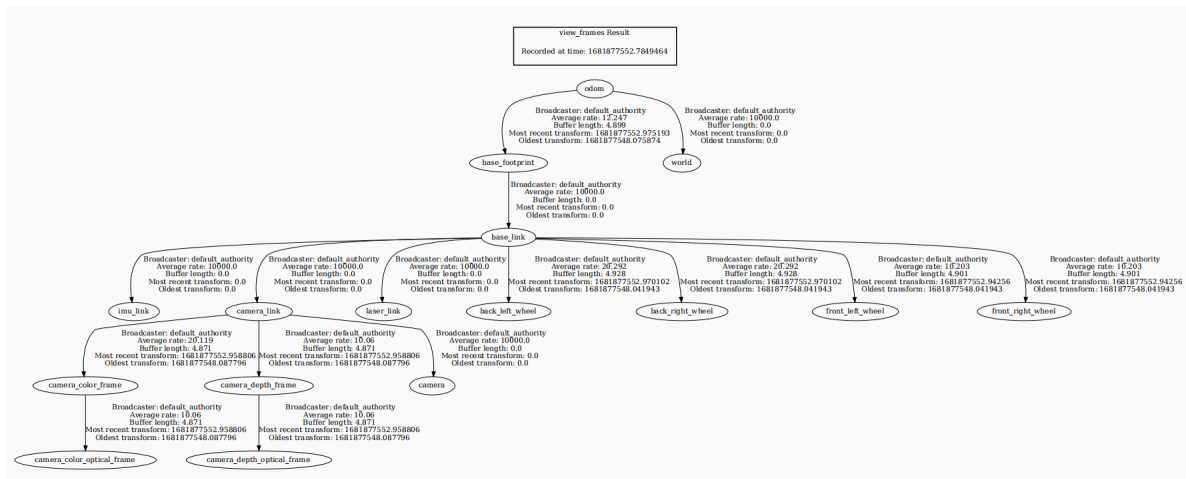 view_frames Result
Recorded at time: 1681877552.7849464
odom
Broadcaster: default_authority
Average rate: 12.247
Buffer length: 4.899
Most recent transform: 1681877552.975193
Oldest transform: 1681877548.075874
Broadcaster: default_authority
Average rate: 10000.0
Buffer length: 0.0
Most recent transform: 0.0
Oldest transform: 0.0
base_footprint
world
Broadcaster: default_authority
Average rate: 10000.0
Buffer length: 0.0
Most recent transform: 0.0
Oldest transform: 0.0
base_link
Broadcaster: default_authority
Average rate: 10000.0
Buffer length: 0.0
Most recent transform: 0.0
Oldest transform: 0.0
Broadcaster: default_authority
Average rate: 10000.0
Buffer length: 0.0
Most recent transform: 0.0
Oldest transform: 0.0
Broadcaster: default_authority
Average rate: 10000.0
Buffer length: 0.0
Most recent transform: 0.0
Oldest transform: 0.0
Broadcaster: default_authority
Average rate: 20.292
Buffer length: 4.928
Most recent transform: 1681877552.970102
Oldest transform: 1681877548.041943
Broadcaster: default_authority
Average rate: 20.292
Buffer length: 4.928
Most recent transform: 1681877552.970102
Oldest transform: 1681877548.041943
Broadcaster: default_authority
Average rate: 10.203
Buffer length: 4.901
Most recent transform: 1681877552.94256
Oldest transform: 1681877548.041943
Broadcaster: default_authority
Average rate: 10.203
Buffer length: 4.901
Most recent transform: 1681877552.94256
Oldest transform: 1681877548.041943
imu_link
camera_link
laser_link
back_left_wheel
back_right_wheel
front_left_wheel
front_right_wheel
Broadcaster: default_authority
Average rate: 20.119
Buffer length: 4.871
Most recent transform: 1681877552.958806
Oldest transform: 1681877548.087796
Broadcaster: default_authority
Average rate: 10.06
Buffer length: 4.871
Most recent transform: 1681877552.958806
Oldest transform: 1681877548.087796
Broadcaster: default_authority
Average rate: 10000.0
Buffer length: 0.0
Most recent transform: 0.0
Oldest transform: 0.0
camera_color_frame
camera_depth_frame
camera
Broadcaster: default_authority
Average rate: 10.06
Buffer length: 4.871
Most recent transform: 1681877552.958806
Oldest transform: 1681877548.087796
Broadcaster: default_authority
Average rate: 10.06
Buffer length: 4.871
Most recent transform: 1681877552.958806
Oldest transform: 1681877548.087796
camera_color_optical_frame
camera_depth_optical_frame